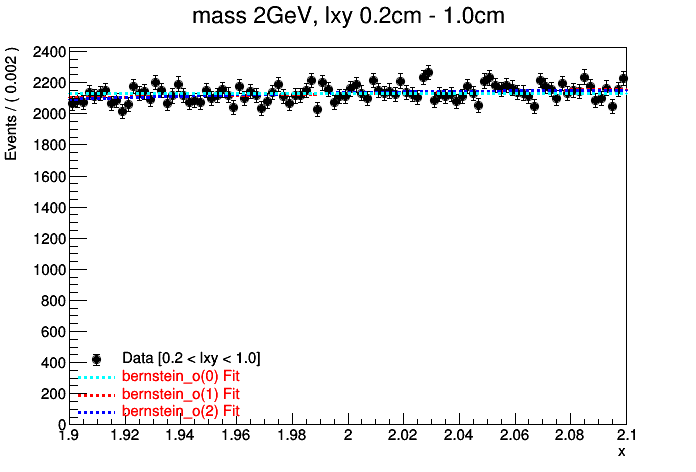 mass 2GeV, lxy 0.2cm - 1.0cm
Events / ( 0.002 )
2400
2200
2000
1800
1600
1400
1200
1000
800
600
400
200
0
Data [0.2 < lxy < 1.0]
bernstein_o(0) Fit
bernstein_o(1) Fit
bernstein_o(2) Fit
1.9 1.92 1.94 1.96 1.98 2 2.02 2.04 2.06 2.08 2.1
x